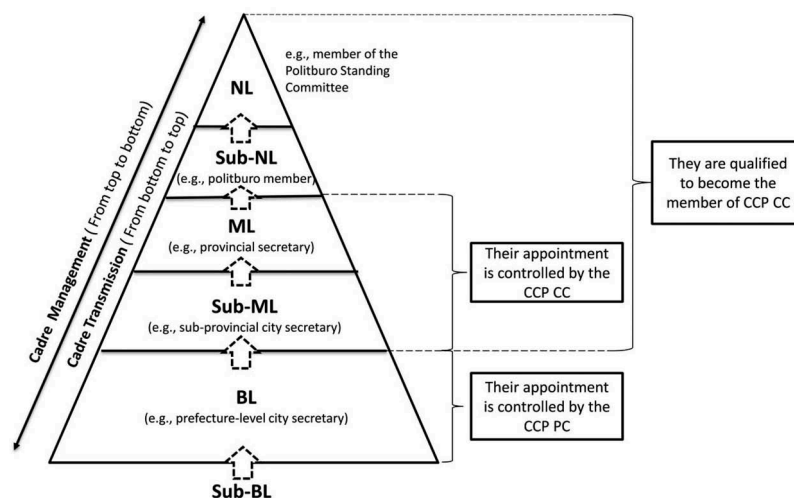 e.g., member of the
Politburo Standing
Committee
NL
Sub-NL
(e.g., politburo member)
ML
(e.g., provincial secretary)
Sub-ML
(e.g., sub-provincial city secretary)
BL
(e.g., prefecture-level city secretary)
Sub-BL
Cadre Management ( From top to bottom)
Cadre Transmission ( From bottom to top)
They are qualified
to become the
member of CCP CC
Their appointment
is controlled by the
CCP CC
Their appointment
is controlled by the
CCP PC